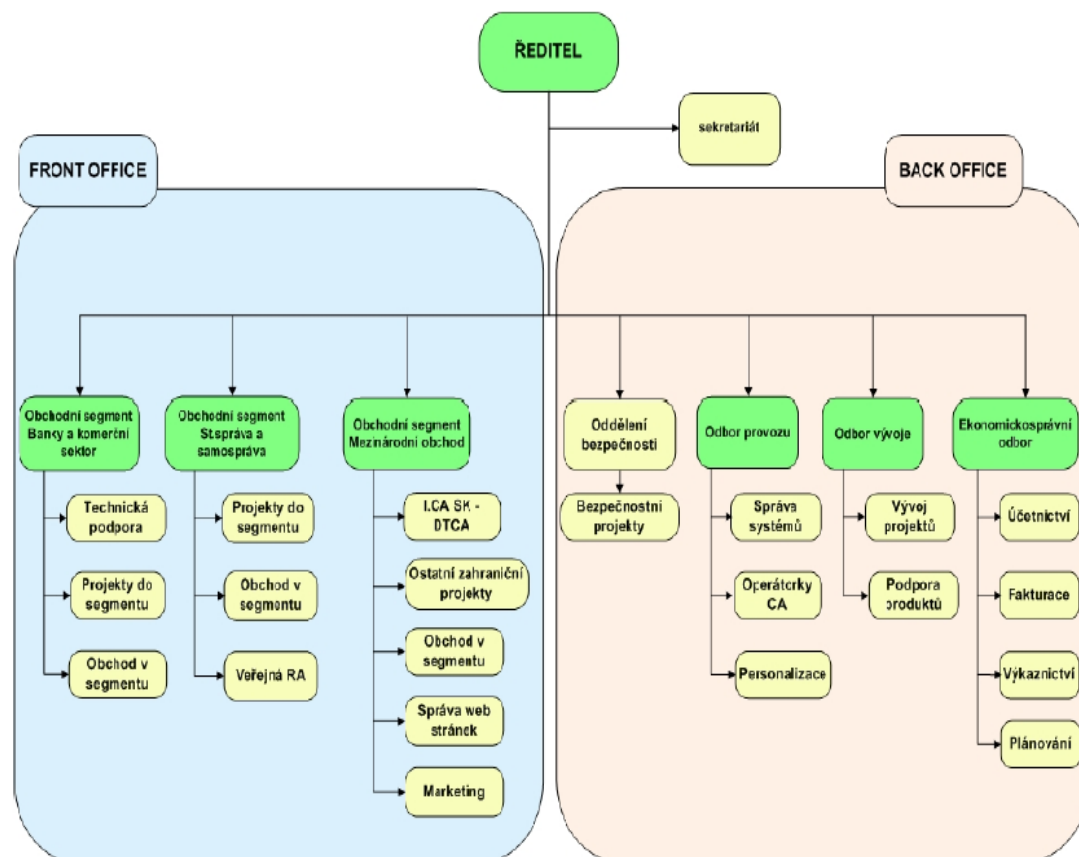 ŘEDITEL
sekretariát
FRONT OFFICE
BACK OFFICE
Obchodní segment
Banky a komerční
sektor
Obchodní segment
St.správa a
samospráva
Obchodní segment
Mezinárodní obchod
Oddělení
bezpečnosti
Odbor provozu
Odbor vývoje
Ekonomickosprávní
odbor
Technická
podpora
Projekty do
segmentu
Obchod v
segmentu
Projekty do
segmentu
Obchod v
segmentu
Veřejná RA
I.CA SK -
DTCA
Ostatní zahraniční
projekty
Obchod v
segmentu
Správa web
stránek
Marketing
Bezpečnostní
projekty
Správa
systémů
Operátorky
CA
Personalizace
Vývoj
projektů
Podpora
produktů
Účetnictví
Fakturace
Výkaznictví
Plánování